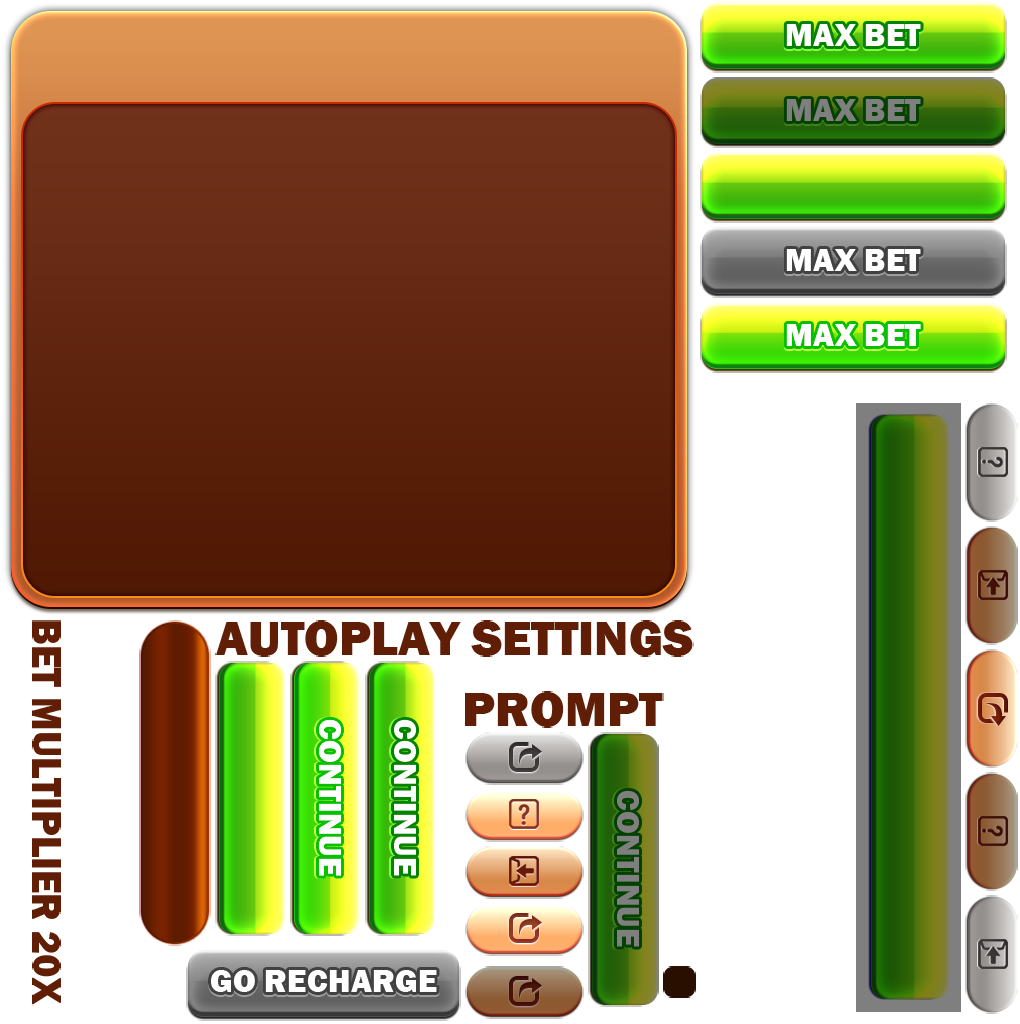 MAX BET
MAX BET
MAX BET
MAX BET
AUTOPLAY SETTINGS
PROMPT
BET MULTIPLIER 20X
CONTINUE
CONTINUE
CONTINUE
GO RECHARGE
?
?
?